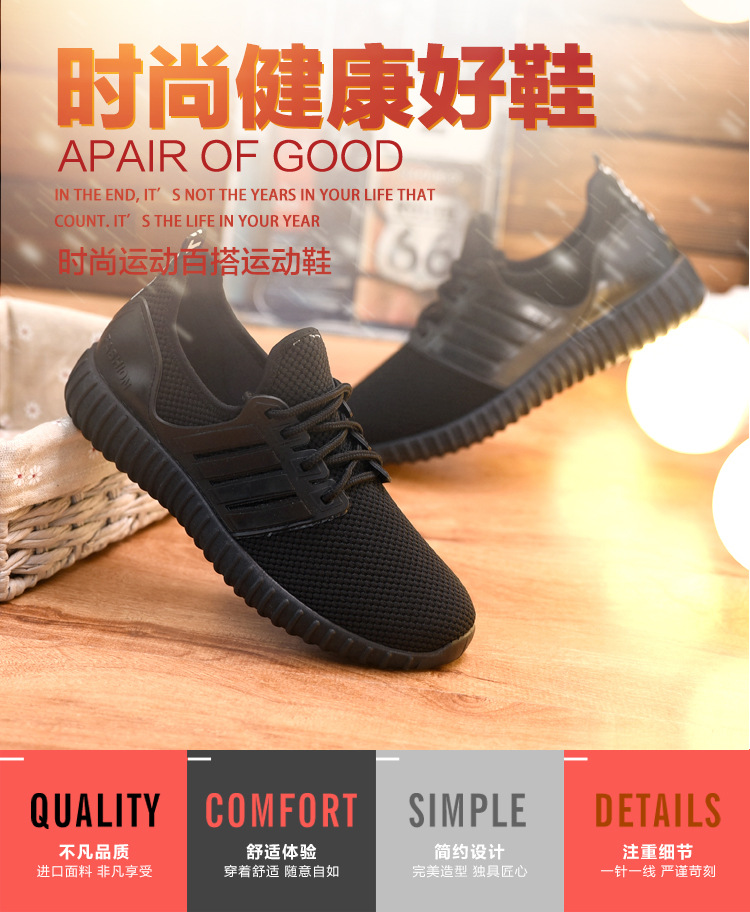 时尚健康好鞋
APAIR OF GOOD
IN THE END, IT’S NOT THE YEARS IN YOUR LIFE THAT
COUNT. IT’S THE LIFE IN YOUR YEAR
时尚运动百搭运动鞋
66
FASHION
QUALITY
不凡品质
进口面料 非凡享受
COMFORT
舒适体验
穿着舒适 随意自如
SIMPLE
简约设计
完美造型 独具匠心
DETAILS
注重细节
一针一线 严谨苛刻